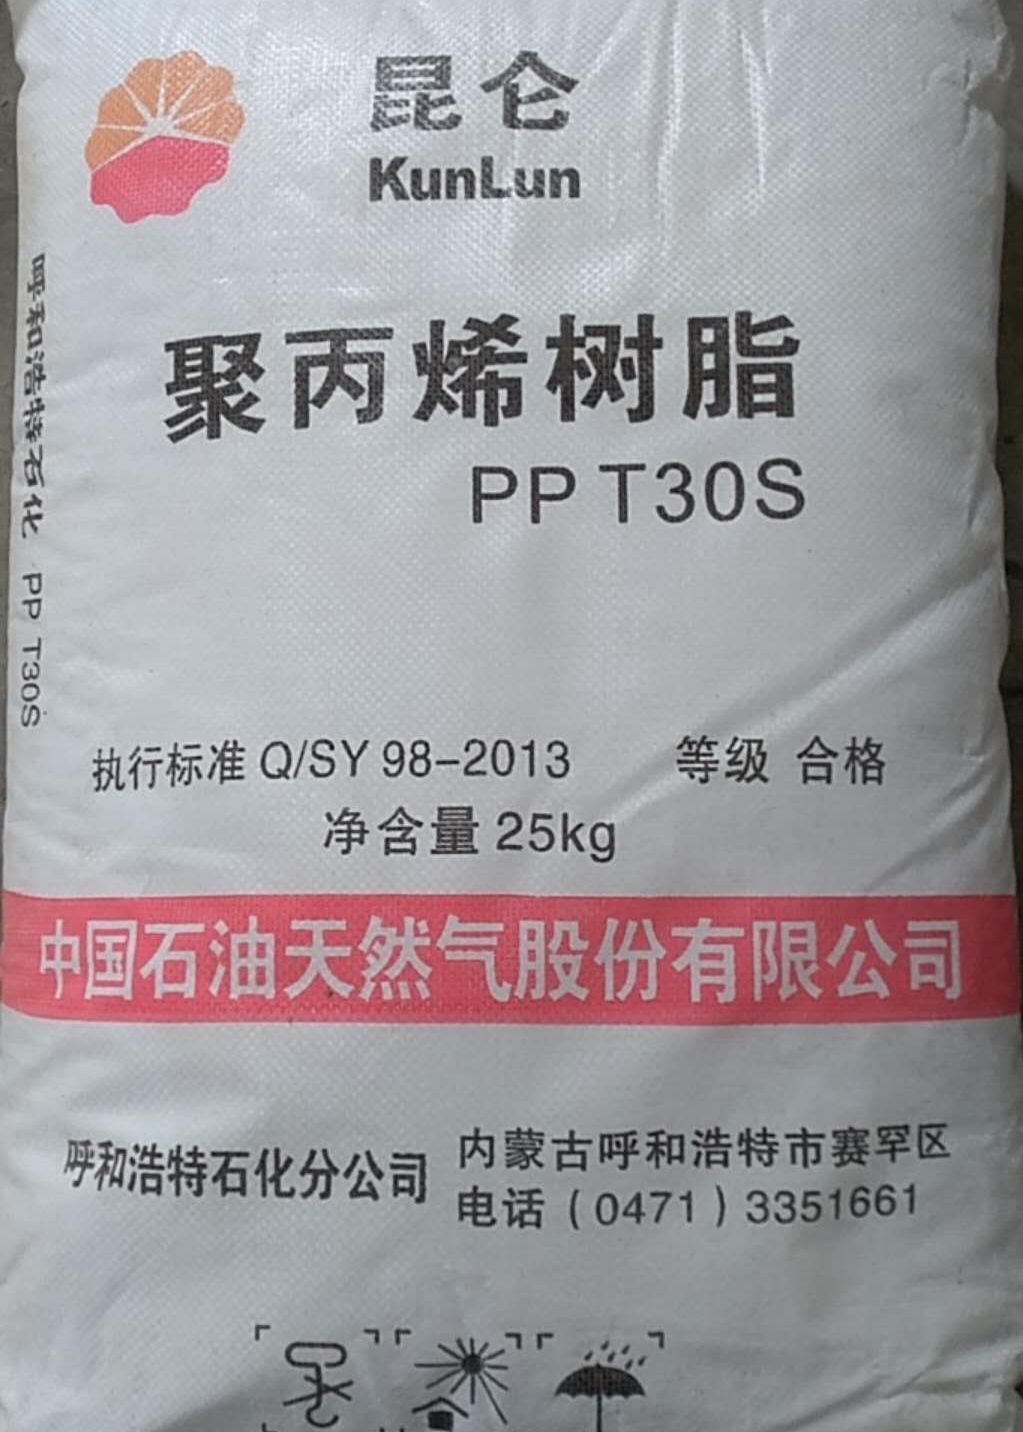 昆仑
KunLun
呼和浩特石化 PP T30S
聚丙烯树脂
PP T30S
执行标准 Q/SY 98-2013 等级 合格
净含量 25kg
中国石油天然气股份有限公司
呼和浩特石化分公司
内蒙古呼和浩特市赛罕区
电话（0471）3351661